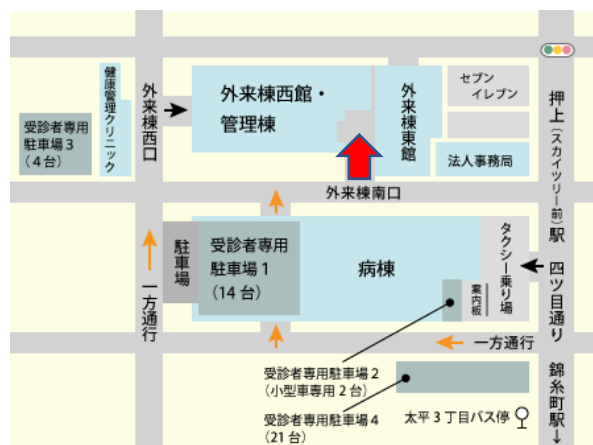 健康管理クリニック
外来棟西口
外来棟西館・
管理棟
外来棟東館
セブン
イレブン
法人事務局
押上（スカイツリー前）駅
四ツ目通り
錦糸町駅→
受診者専用
駐車場3
（4台）
外来棟南口
一方通行
駐車場
受診者専用
駐車場1
（14台）
病棟
タクシー乗り場
案内板
一方通行
受診者専用駐車場2
（小型車専用2台）
受診者専用駐車場4
（21台）
太平3丁目バス停